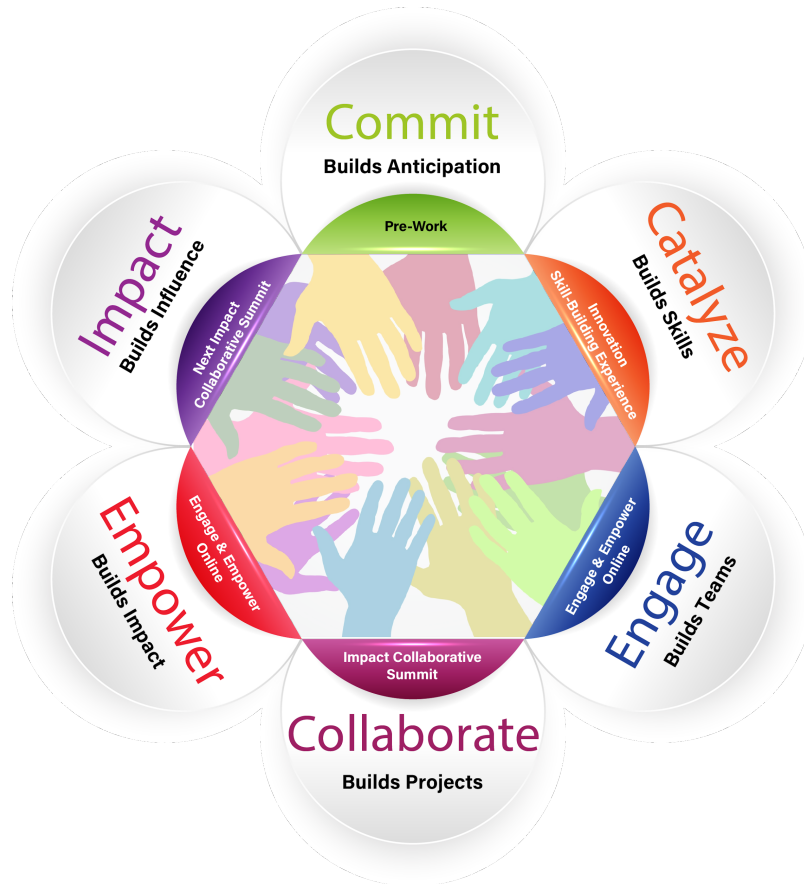 Commit
Builds Anticipation
Pre-Work
Catalyze
Builds Skills
Innovation
Skill-Building Experience
Engage
Builds Teams
Engage & Empower
Online
Collaborate
Builds Projects
Impact Collaborative
Summit
Empower
Builds Impact
Engage & Empower
Online
Impact
Builds Influence
Next Impact
Collaborative Summit